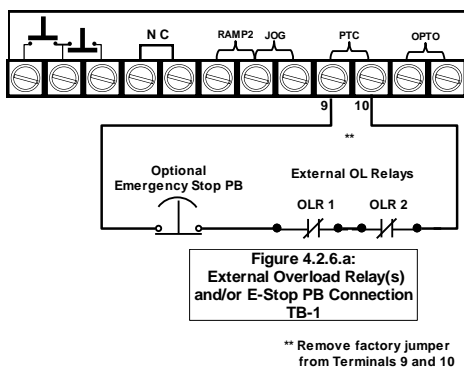 N C
RAMP2 JOG PTC OPTO
9 10
**
Optional
Emergency Stop PB
External OL Relays
OLR 1 OLR 2
Figure 4.2.6.a:
External Overload Relay(s)
and/or E-Stop PB Connection
TB-1
** Remove factory jumper
from Terminals 9 and 10